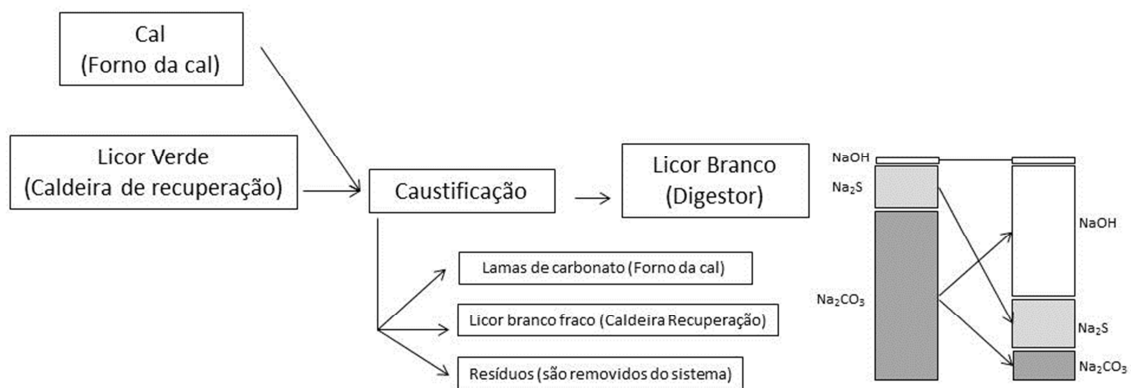 Cal
(Forno da cal)
Licor Verde
(Caldeira de recuperação)
Caustificação
Licor Branco
(Digestor)
Lamas de carbonato (Forno da cal)
Licor branco fraco (Caldeira Recuperação)
Resíduos (são removidos do sistema)
NaOH
Na₂S
Na₂CO₃
NaOH
Na₂S
Na₂CO₃